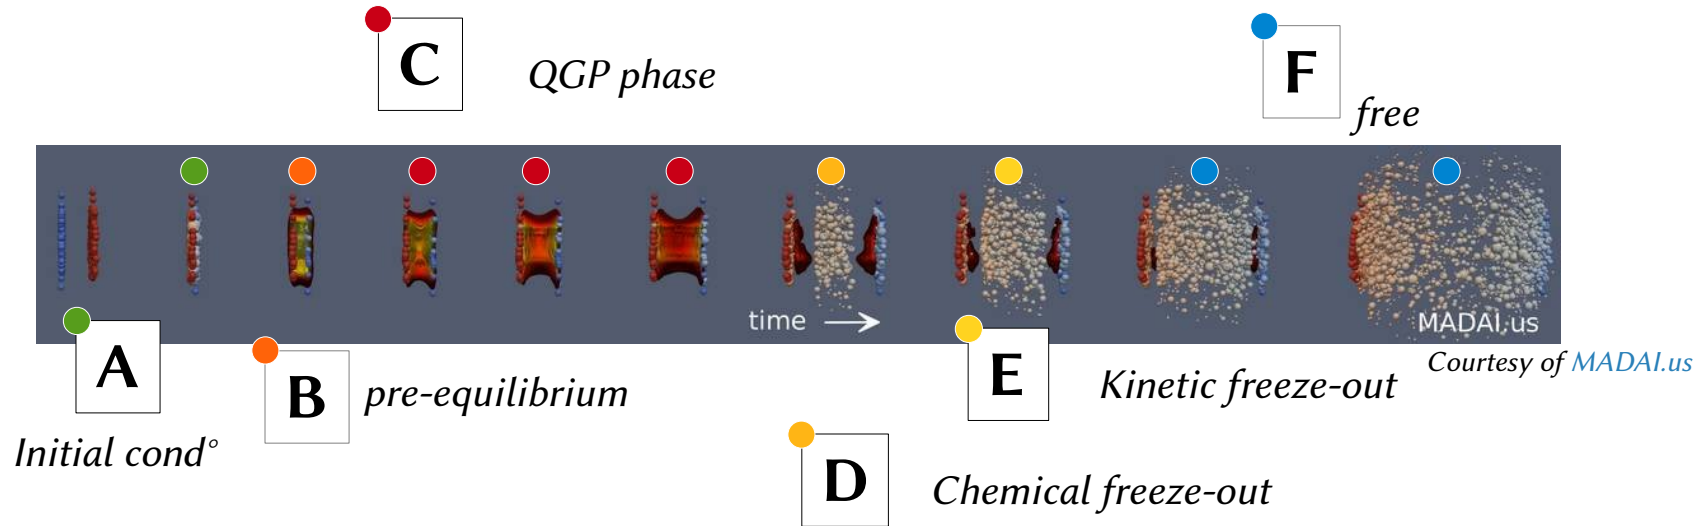 C
QGP phase
F
free
time
MADAI.us
Courtesy of MADAI.us
A
Initial cond°
B
pre-equilibrium
E
Kinetic freeze-out
D
Chemical freeze-out